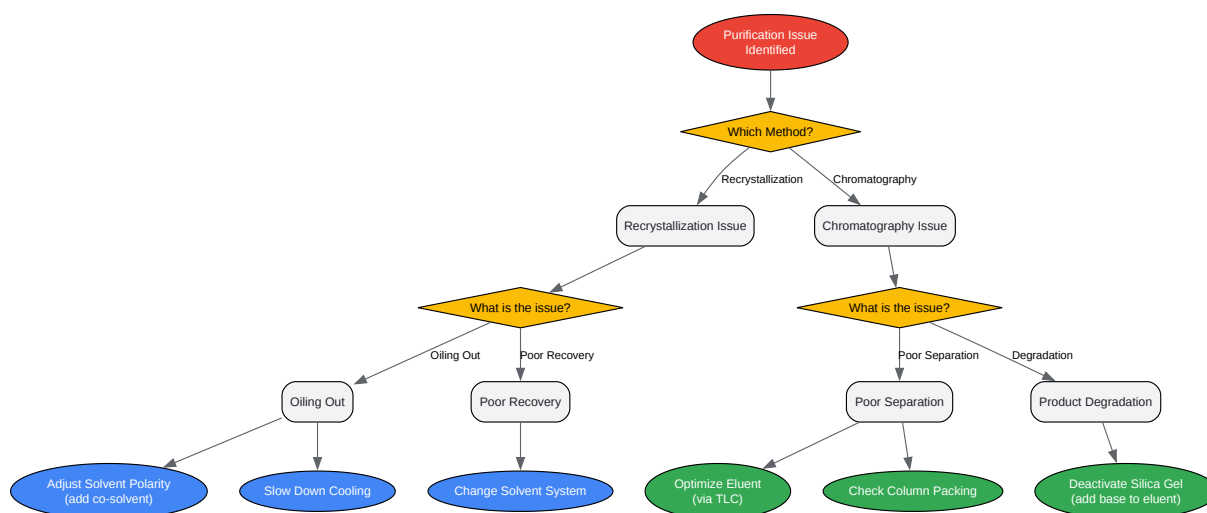 Purification Issue
Identified
Which Method?
Recrystallization
Chromatography
Recrystallization Issue
Chromatography Issue
What is the issue?
What is the issue?
Oiling Out
Poor Recovery
Poor Separation
Degradation
Oiling Out
Poor Recovery
Poor Separation
Product Degradation
Adjust Solvent Polarity
(add co-solvent)
Slow Down Cooling
Change Solvent System
Optimize Eluent
(via TLC)
Check Column Packing
Deactivate Silica Gel
(add base to eluent)